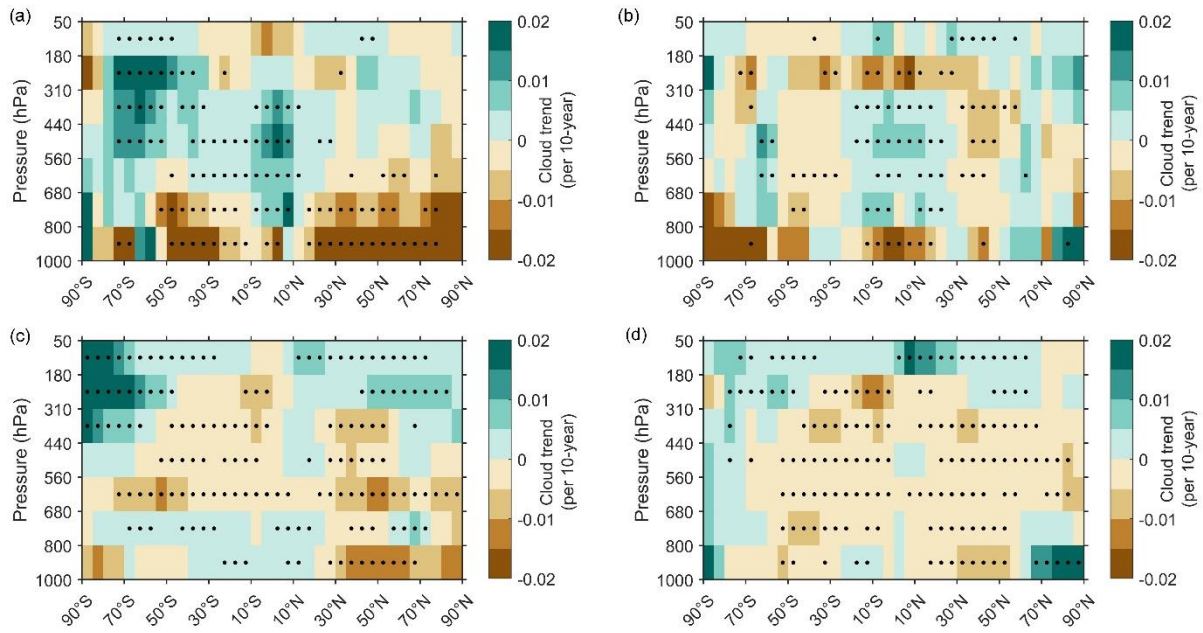 (a)
Pressure (hPa)
50
180
310
440
560
680
800
1000
90°S
70°S
50°S
30°S
10°S
10°N
30°N
50°N
70°N
90°N
0.02
0.01
0
-0.01
-0.02
Cloud trend
(per 10-year)
(b)
Pressure (hPa)
50
180
310
440
560
680
800
1000
90°S
70°S
50°S
30°S
10°S
10°N
30°N
50°N
70°N
90°N
0.02
0.01
0
-0.01
-0.02
Cloud trend
(per 10-year)
(c)
Pressure (hPa)
50
180
310
440
560
680
800
1000
90°S
70°S
50°S
30°S
10°S
10°N
30°N
50°N
70°N
90°N
0.02
0.01
0
-0.01
-0.02
Cloud trend
(per 10-year)
(d)
Pressure (hPa)
50
180
310
440
560
680
800
1000
90°S
70°S
50°S
30°S
10°S
10°N
30°N
50°N
70°N
90°N
0.02
0.01
0
-0.01
-0.02
Cloud trend
(per 10-year)